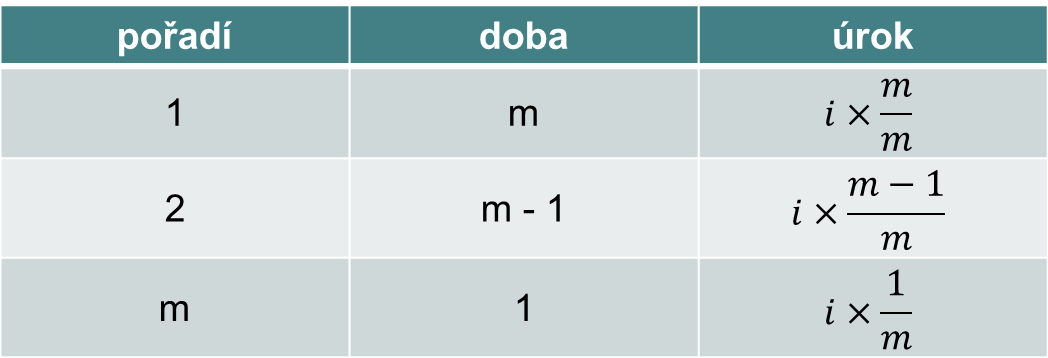 pořadí doba úrok
1 m i × m/m
2 m - 1 i × (m − 1)/m
m 1 i × 1/m